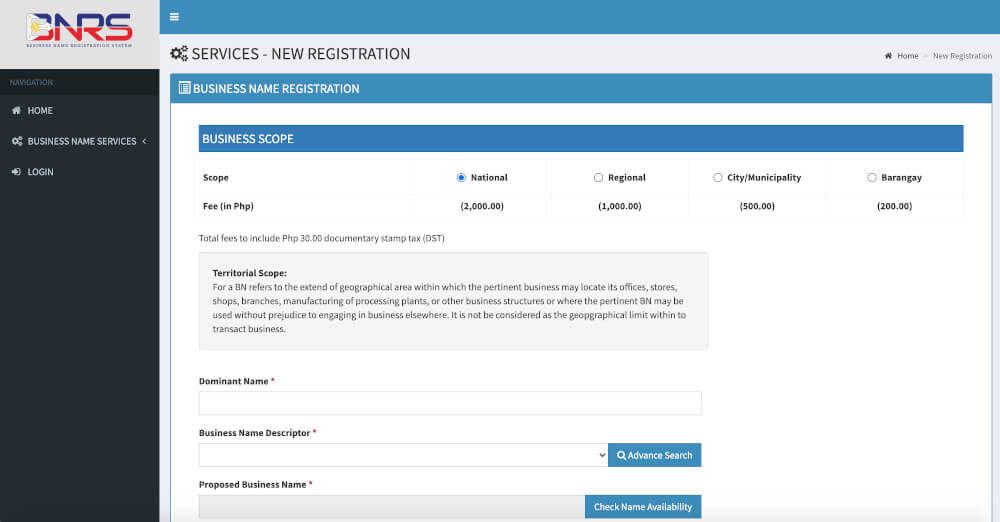 BNRS
BUSINESS NAME REGISTRATION SYSTEM
NAVIGATION
HOME
BUSINESS NAME SERVICES
LOGIN
SERVICES - NEW REGISTRATION
Home > New Registration
BUSINESS NAME REGISTRATION
BUSINESS SCOPE
Scope National Regional City/Municipality Barangay
Fee (in Php) (2,000.00) (1,000.00) (500.00) (200.00)
Total fees to include Php 30.00 documentary stamp tax (DST)
Territorial Scope:
For a BN refers to the extend of geographical area within which the pertinent business may locate its offices, stores,
shops, branches, manufacturing of processing plants, or other business structures or where the pertinent BN may be
used without prejudice to engaging in business elsewhere. It is not be considered as the geopgraphical limit within to
transact business.
Dominant Name *
Business Name Descriptor *
Advance Search
Proposed Business Name *
Check Name Availability